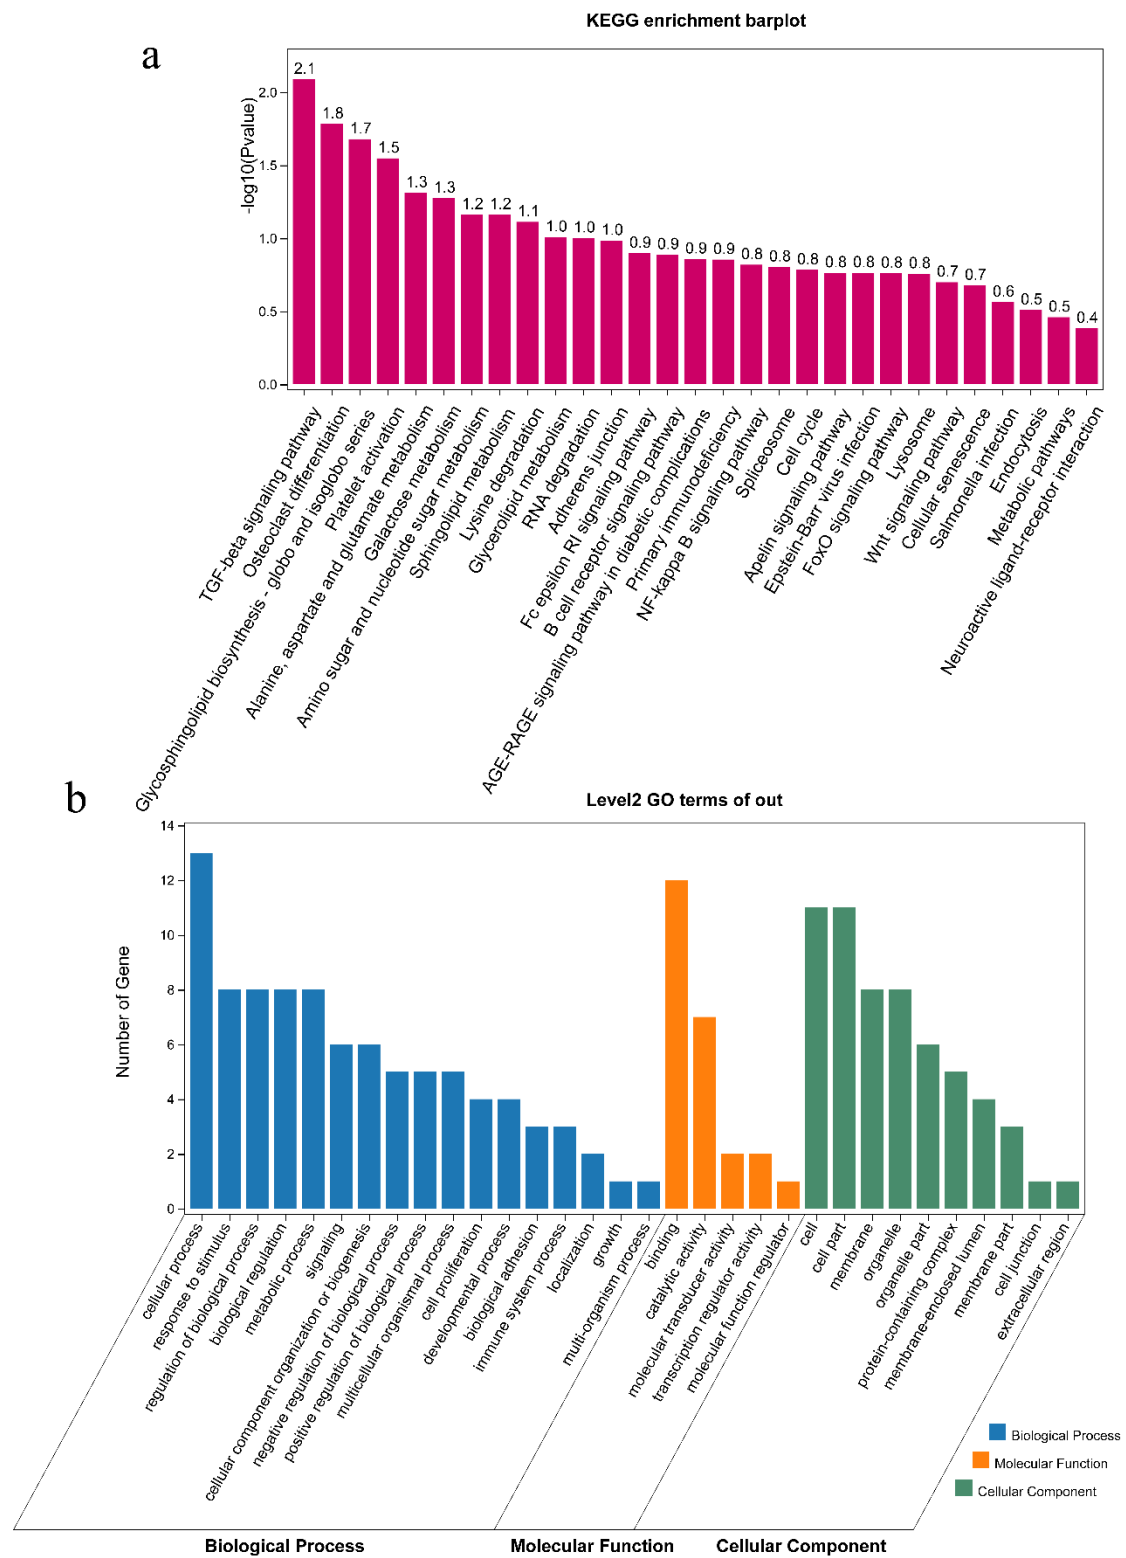 KEGG enrichment barplot
a
-log10(Pvalue)
2.0
1.5
1.0
0.5
0.0
2.1
1.8
1.7
1.5
1.3
1.3
1.2
1.2
1.1
1.0
1.0
1.0
0.9
0.9
0.9
0.9
0.8
0.8
0.8
0.8
0.8
0.8
0.8
0.7
0.7
0.6
0.5
0.5
0.4
TGF-beta signaling pathway
Osteoclast differentiation
Glycosphingolipid biosynthesis - globo and isoglobo series
Platelet activation
Alanine, aspartate and glutamate metabolism
Galactose metabolism
Amino sugar and nucleotide sugar metabolism
Sphingolipid metabolism
Lysine degradation
Glycerolipid metabolism
RNA degradation
Adherens junction
Fc epsilon RI signaling pathway
B cell receptor signaling pathway
AGE-RAGE signaling pathway in diabetic complications
Primary immunodeficiency
NF-kappa B signaling pathway
Spliceosome
Cell cycle
Apelin signaling pathway
Epstein-Barr virus infection
FoxO signaling pathway
Lysosome
Wnt signaling pathway
Cellular senescence
Salmonella infection
Endocytosis
Metabolic pathways
Neuroactive ligand-receptor interaction
b
Level2 GO terms of out
Number of Gene
14
12
10
8
6
4
2
0
cellular process
response to stimulus
regulation of biological process
biological regulation
metabolic process
signaling
cellular component organization or biogenesis
negative regulation of biological process
positive regulation of biological process
multicellular organismal process
cell proliferation
developmental process
biological adhesion
immune system process
localization
growth
multi-organism process
binding
catalytic activity
molecular transducer activity
transcription regulator activity
molecular function regulator
cell
cell part
membrane
organelle
organelle part
protein-containing complex
membrane-enclosed lumen
membrane part
cell junction
extracellular region
Biological Process
Molecular Function
Cellular Component
Biological Process
Molecular Function
Cellular Component